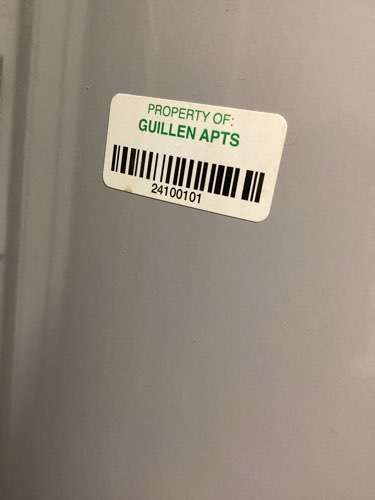 PROPERTY OF:
GUILLEN APTS
24100101